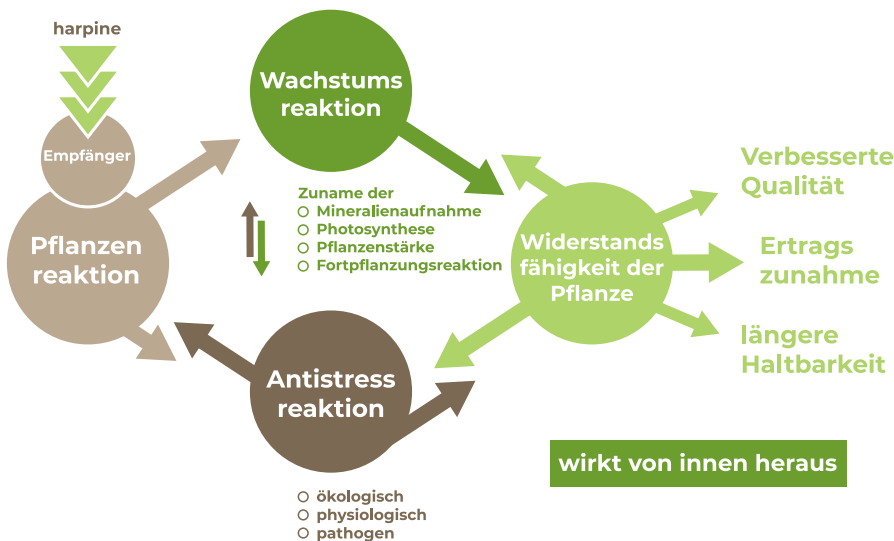 harpine
Empfänger
Pflanzen
reaktion
Wachstums
reaktion
Zuname der
Mineralienaufnahme
Photosynthese
Pflanzenstärke
Fortpflanzungsreaktion
Antistress
reaktion
ökologisch
physiologisch
pathogen
Widerstands
fähigkeit der
Pflanze
Verbesserte
Qualität
Ertrags
zunahme
längere
Haltbarkeit
wirkt von innen heraus